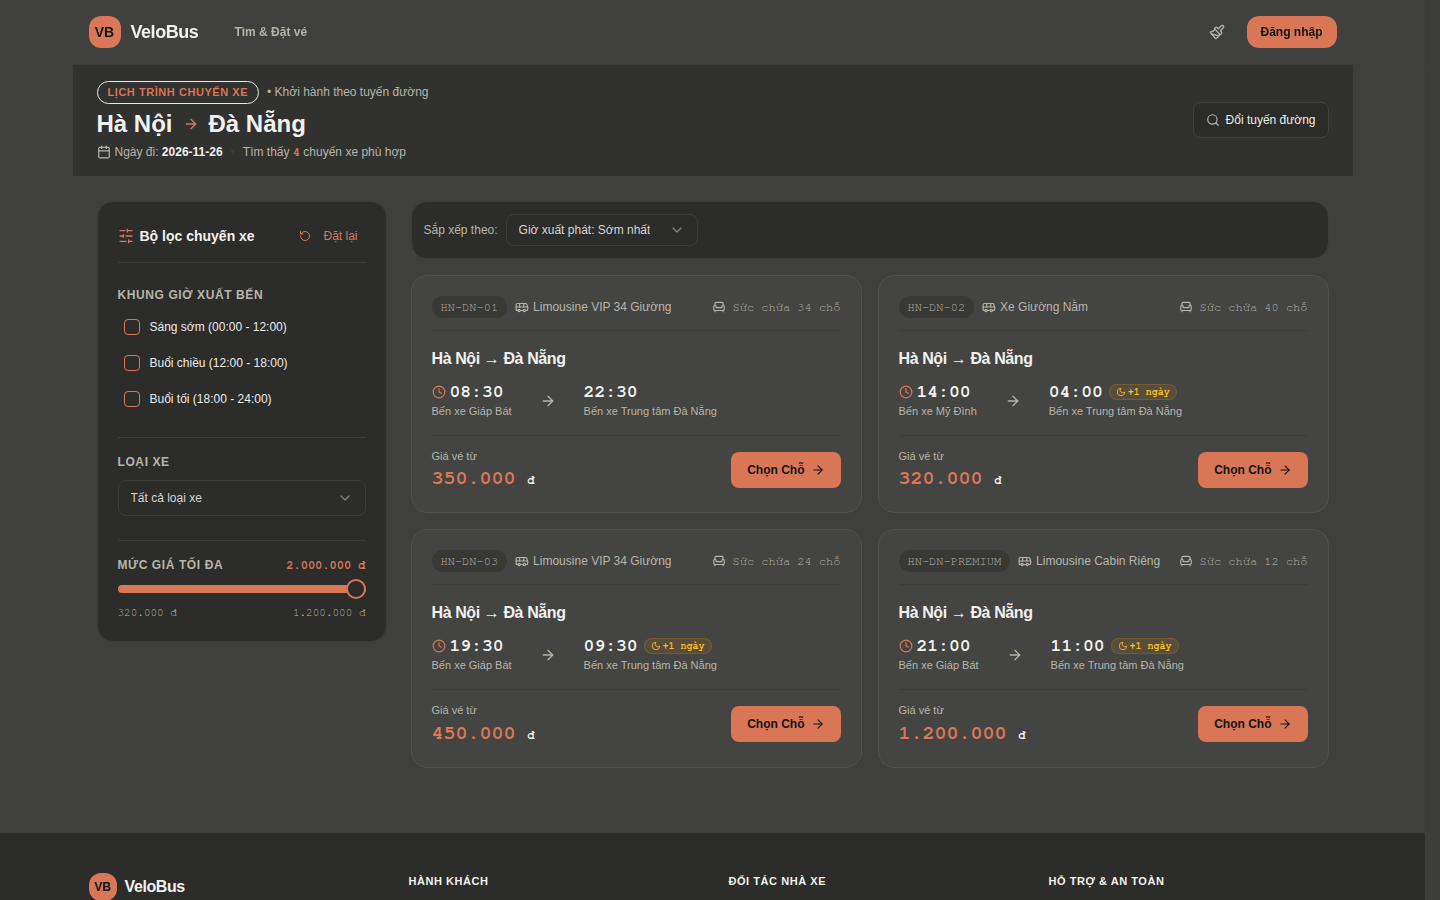 VB VeloBus Tìm & Đặt vé Đăng nhập
LỊCH TRÌNH CHUYẾN XE • Khởi hành theo tuyến đường
Hà Nội → Đà Nẵng
Đổi tuyến đường
Ngày đi: 2026-11-26 • Tìm thấy 4 chuyến xe phù hợp
Bộ lọc chuyến xe Đặt lại
KHUNG GIỜ XUẤT BẾN
Sáng sớm (00:00 - 12:00)
Buổi chiều (12:00 - 18:00)
Buổi tối (18:00 - 24:00)
LOẠI XE
Tất cả loại xe
MỨC GIÁ TỐI ĐA 2.000.000 đ
320.000 đ 1.200.000 đ
Sắp xếp theo: Giờ xuất phát: Sớm nhất
HN-DN-01 Limousine VIP 34 Giường Sức chứa 34 chỗ
Hà Nội → Đà Nẵng
08:30 → 22:30
Bến xe Giáp Bát Bến xe Trung tâm Đà Nẵng
Giá vé từ
350.000 đ Chọn Chỗ →
HN-DN-02 Xe Giường Nằm Sức chứa 40 chỗ
Hà Nội → Đà Nẵng
14:00 → 04:00 +1 ngày
Bến xe Mỹ Đình Bến xe Trung tâm Đà Nẵng
Giá vé từ
320.000 đ Chọn Chỗ →
HN-DN-03 Limousine VIP 34 Giường Sức chứa 24 chỗ
Hà Nội → Đà Nẵng
19:30 → 09:30 +1 ngày
Bến xe Giáp Bát Bến xe Trung tâm Đà Nẵng
Giá vé từ
450.000 đ Chọn Chỗ →
HN-DN-PREMIUM Limousine Cabin Riêng Sức chứa 12 chỗ
Hà Nội → Đà Nẵng
21:00 → 11:00 +1 ngày
Bến xe Giáp Bát Bến xe Trung tâm Đà Nẵng
Giá vé từ
1.200.000 đ Chọn Chỗ →
VB VeloBus HÀNH KHÁCH ĐỐI TÁC NHÀ XE HỖ TRỢ & AN TOÀN